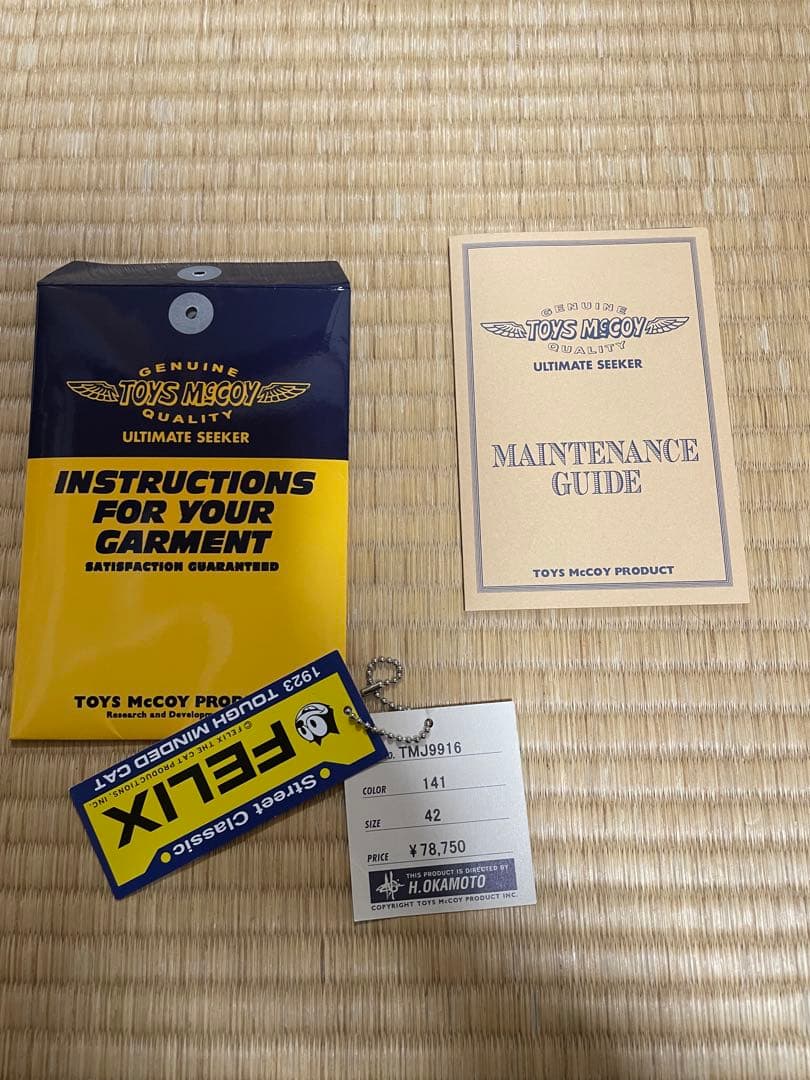 GENUINE
TOYS McCOY
QUALITY
ULTIMATE SEEKER
INSTRUCTIONS
FOR YOUR
GARMENT
SATISFACTION GUARANTEED
TOYS McCOY
Research and
GENUINE
TOYS McCOY
QUALITY
ULTIMATE SEEKER
MAINTENANCE
GUIDE
TOYS McCOY PRODUCT
Street Classic
FELIX
© FELIX THE CAT PRODUCTIONS, INC.
1923 TOUGH MINDED CAT
TMJ9916
COLOR 141
SIZE 42
PRICE ¥78,750
THIS PRODUCT IS DIRECTED BY
H.OKAMOTO
COPYRIGHT TOYS McCOY PRODUCT INC.